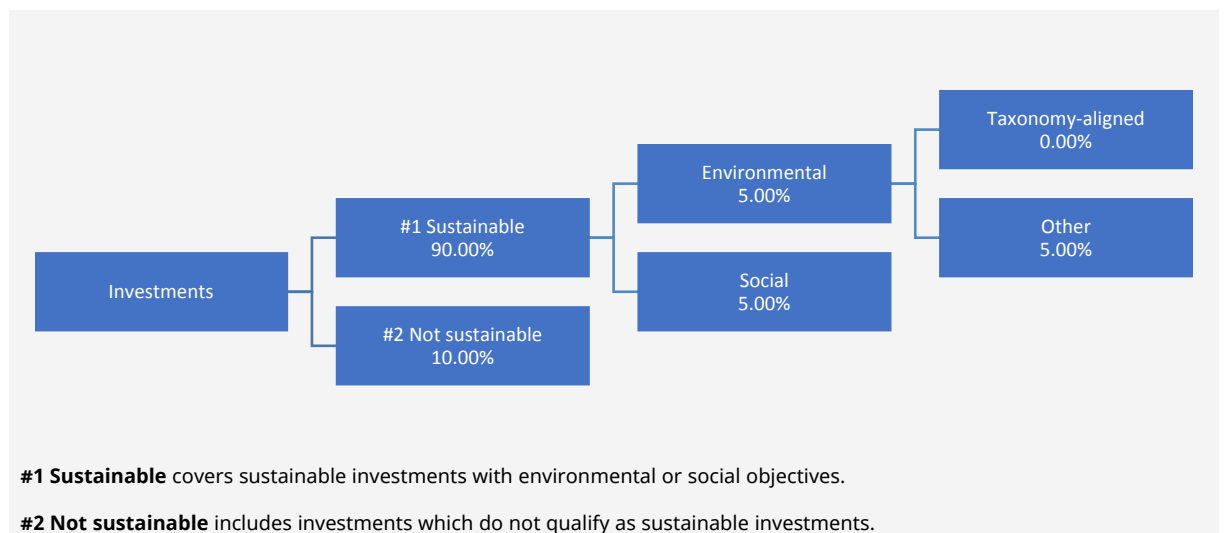 Investments
#1 Sustainable
90.00%
#2 Not sustainable
10.00%
Environmental
5.00%
Social
5.00%
Taxonomy-aligned
0.00%
Other
5.00%
#1 Sustainable covers sustainable investments with environmental or social objectives.
#2 Not sustainable includes investments which do not qualify as sustainable investments.